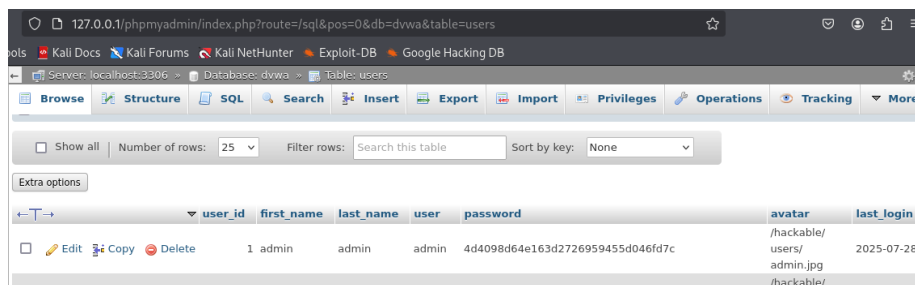 127.0.0.1/phpmyadmin/index.php?route=/sql&pos=0&db=dvwa&table=users
ools Kali Docs Kali Forums Kali NetHunter Exploit-DB Google Hacking DB
Server: localhost:3306 » Database: dvwa » Table: users
Browse Structure SQL Search Insert Export Import Privileges Operations Tracking More
Show all Number of rows: 25 Filter rows: Search this table Sort by key: None
Extra options
←T→ user_id first_name last_name user password avatar last_login
Edit Copy Delete 1 admin admin admin 4d4098d64e163d2726959455d046fd7c /hackable/
users/ 2025-07-28
admin.jpg
/hackable/